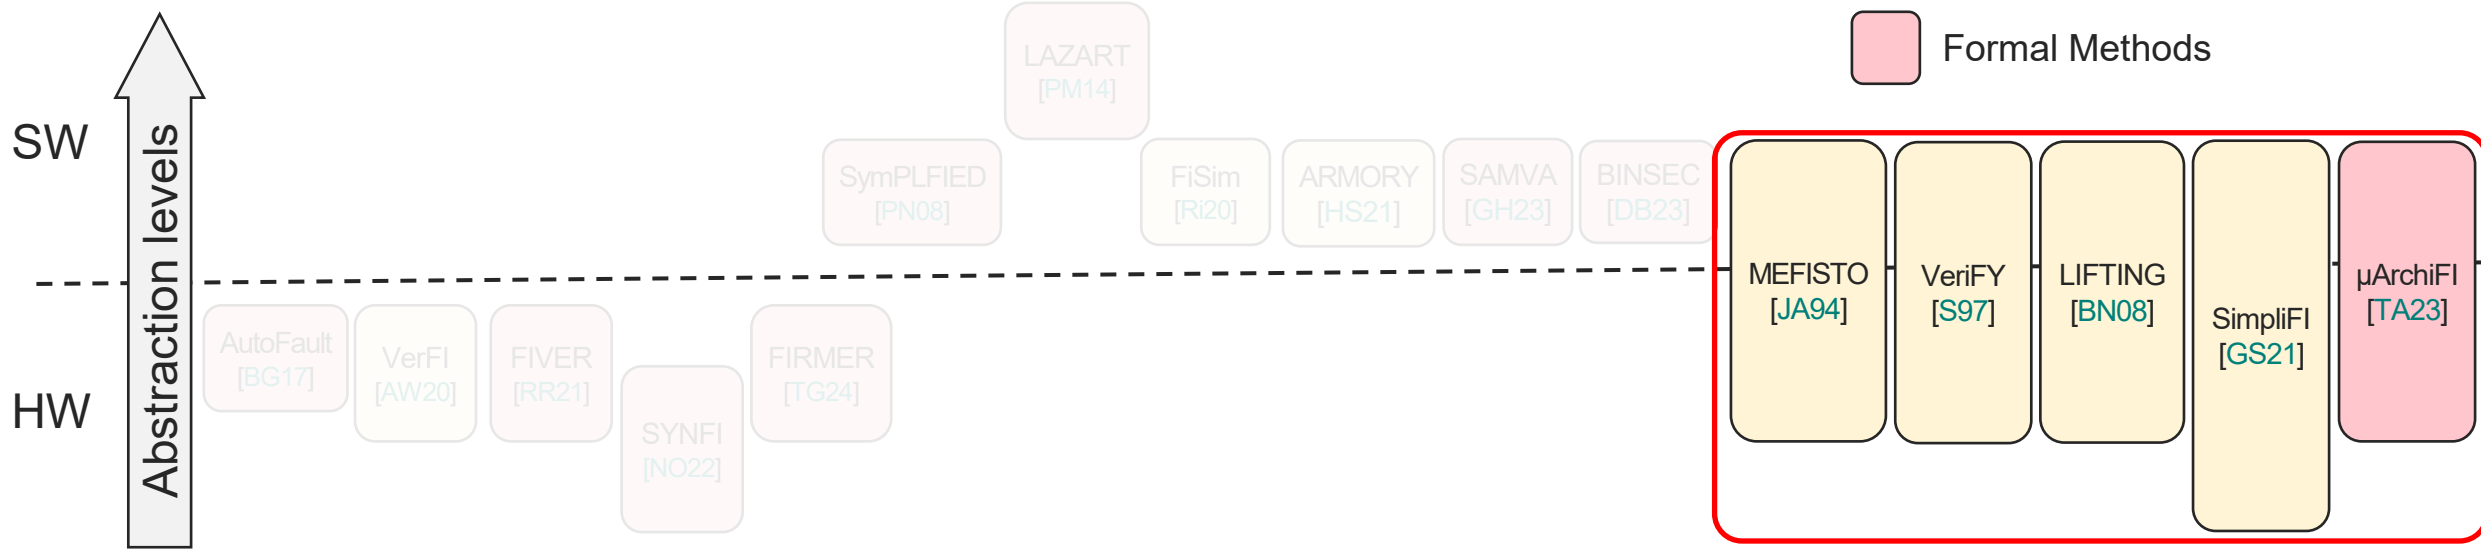 Formal Methods
SW
HW
Abstraction levels
LAZART
[PM14]
SymPLFIED
[PN08]
FiSim
[Ri20]
ARMORY
[HS21]
SAMVA
[GH23]
BINSEC
[DB23]
MEFISTO
[JA94]
VeriFY
[S97]
LIFTING
[BN08]
SimpliFI
[GS21]
µArchiFI
[TA23]
AutoFault
[BG17]
VerFI
[AW20]
FIVER
[RR21]
SYNFI
[NO22]
FIRMER
[TG24]